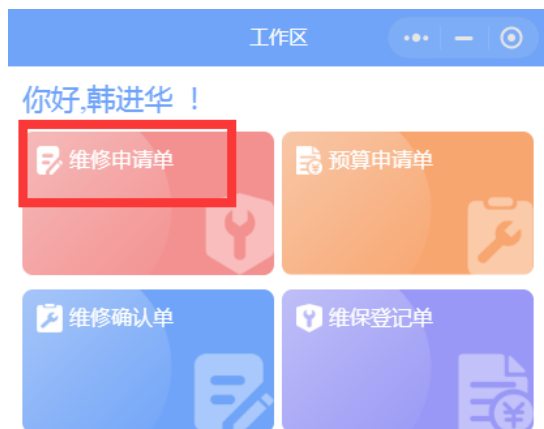 工作区
你好,韩进华 ！
维修申请单
预算申请单
维修确认单
维保登记单